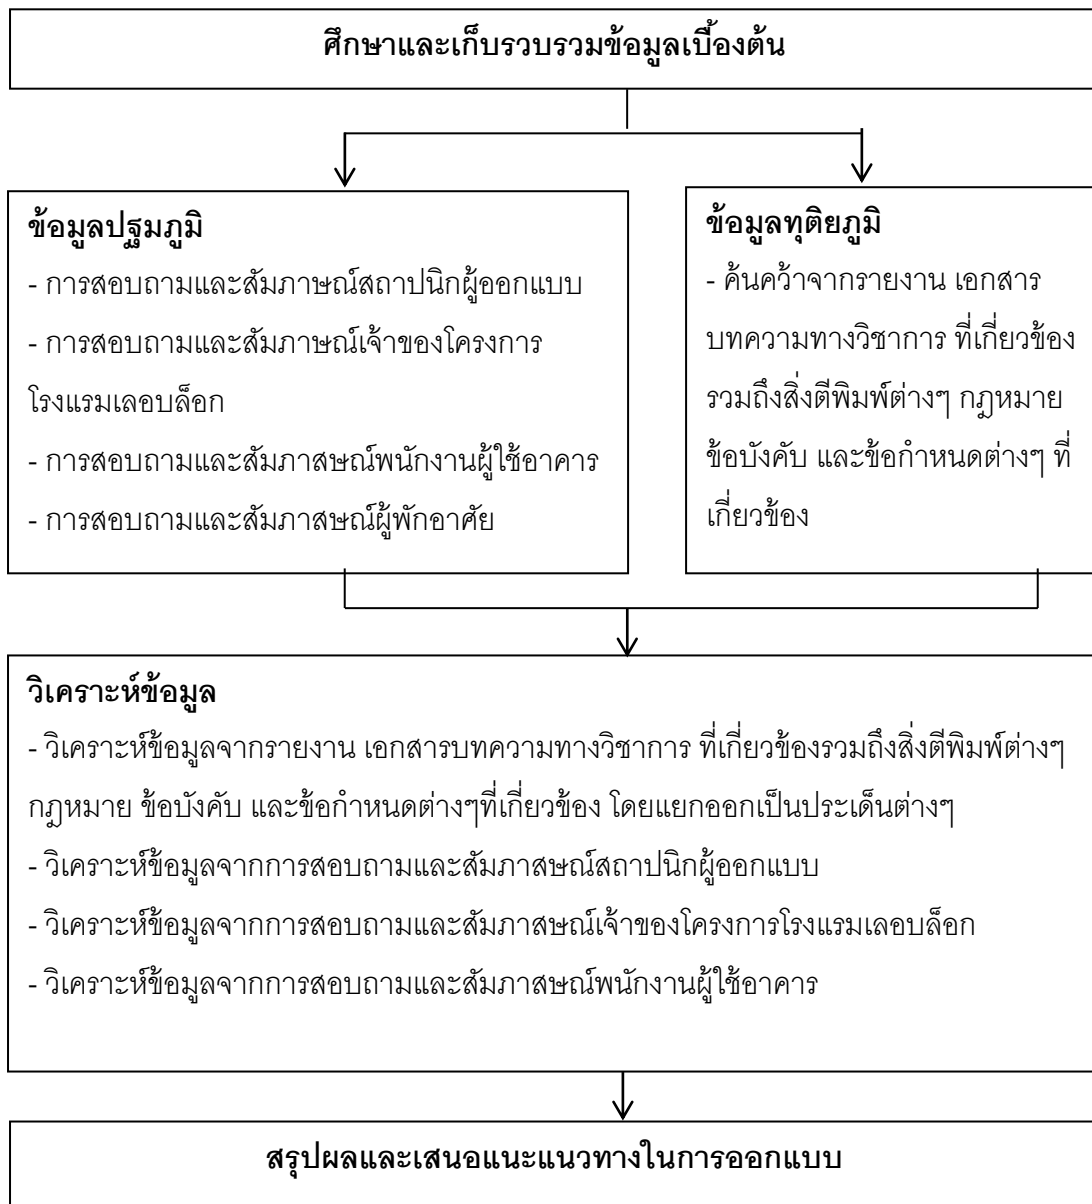 ศึกษาและเก็บรวบรวมข้อมูลเบื้องต้น
ข้อมูลปฐมภูมิ
- การสอบถามและสัมภาษณ์สถาปนิกผู้ออกแบบ
- การสอบถามและสัมภาษณ์เจ้าของโครงการ
โรงแรมเลอบล็อก
- การสอบถามและสัมภาสษณ์พนักงานผู้ใช้อาคาร
- การสอบถามและสัมภาสษณ์ผู้พักอาศัย
ข้อมูลทุติยภูมิ
- ค้นคว้าจากรายงาน เอกสาร
บทความทางวิชาการ ที่เกี่ยวข้อง
รวมถึงสิ่งตีพิมพ์ต่างๆ กฎหมาย
ข้อบังคับ และข้อกำหนดต่างๆ ที่
เกี่ยวข้อง
วิเคราะห์ข้อมูล
- วิเคราะห์ข้อมูลจากรายงาน เอกสารบทความทางวิชาการ ที่เกี่ยวข้องรวมถึงสิ่งตีพิมพ์ต่างๆ
กฎหมาย ข้อบังคับ และข้อกำหนดต่างๆที่เกี่ยวข้อง โดยแยกออกเป็นประเด็นต่างๆ
- วิเคราะห์ข้อมูลจากการสอบถามและสัมภาสษณ์สถาปนิกผู้ออกแบบ
- วิเคราะห์ข้อมูลจากการสอบถามและสัมภาสษณ์เจ้าของโครงการโรงแรมเลอบล็อก
- วิเคราะห์ข้อมูลจากการสอบถามและสัมภาสษณ์พนักงานผู้ใช้อาคาร
สรุปผลและเสนอแนะแนวทางในการออกแบบ